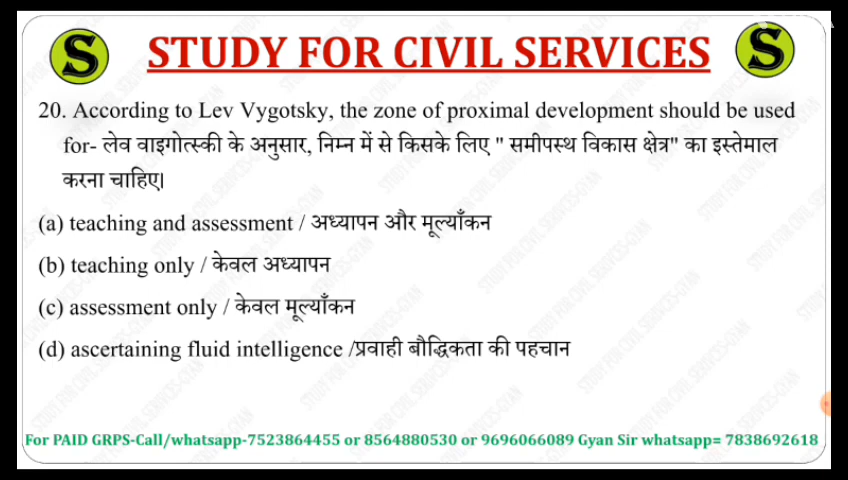 S STUDY FOR CIVIL SERVICES S
20. According to Lev Vygotsky, the zone of proximal development should be used
for- लेव वाइगोत्स्की के अनुसार, निम्न में से किसके लिए " समीपस्थ विकास क्षेत्र" का इस्तेमाल
करना चाहिए।
(a) teaching and assessment / अध्यापन और मूल्याँकन
(b) teaching only / केवल अध्यापन
(c) assessment only / केवल मूल्याँकन
(d) ascertaining fluid intelligence /प्रवाही बौद्धिकता की पहचान
For PAID GRPS-Call/whatsapp-7523864455 or 8564880530 or 9696066089 Gyan Sir whatsapp= 7838692618